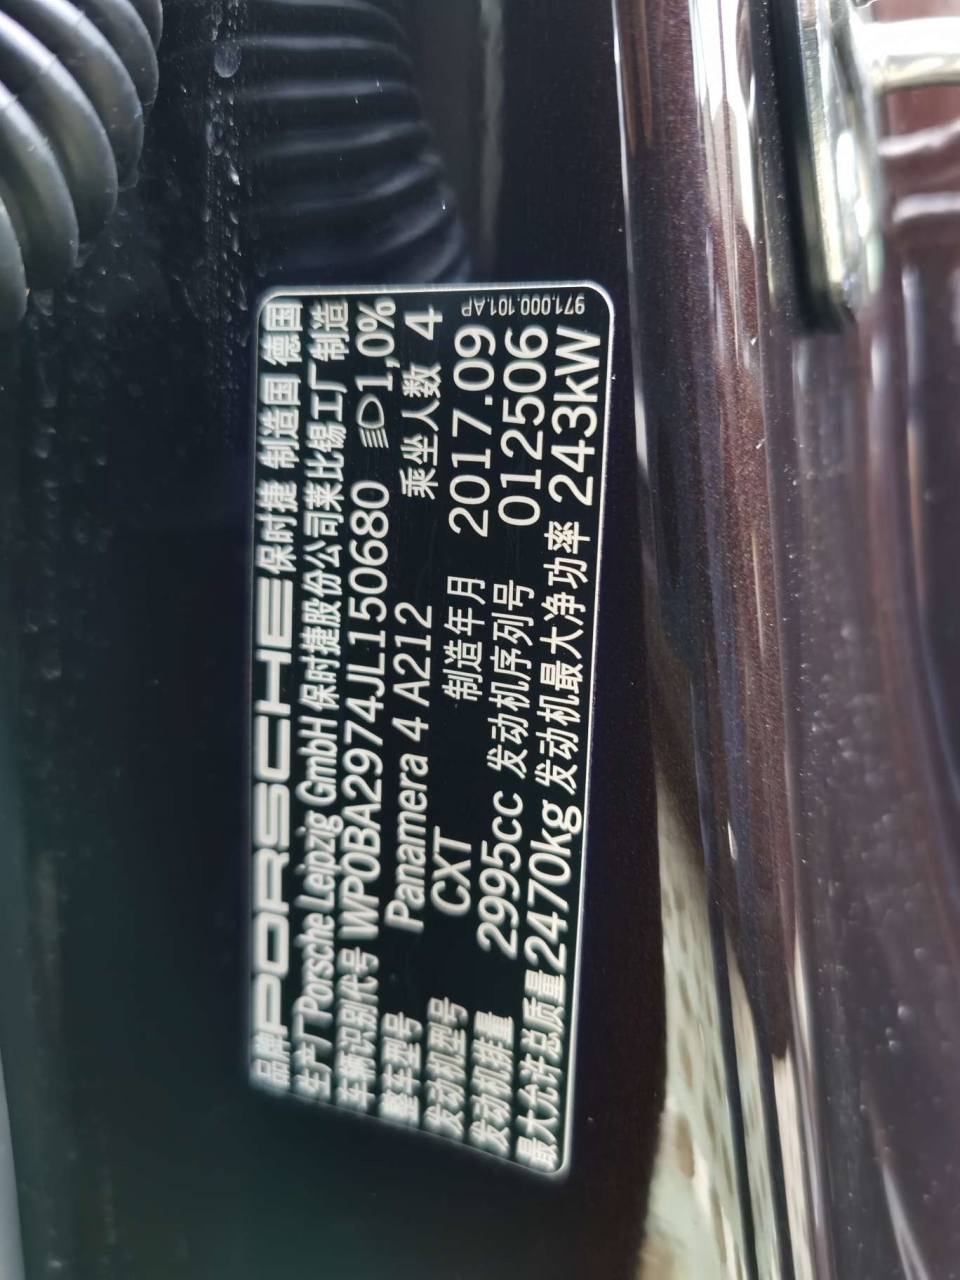 品牌 PORSCHE 保时捷 制造国 德国
生产厂 Porsche Leipzig GmbH 保时捷股份公司莱比锡工厂 制造
车辆识别代号 WP0BA2974JL150680 1,0%
整车型号 Panamera 4 A212 乘坐人数 4
发动机型号 CXT 制造年月 2017.09
发动机排量 2995cc 发动机序列号 012506
最大允许总质量 2470kg 发动机最大净功率 243kW
971.000.101.AP